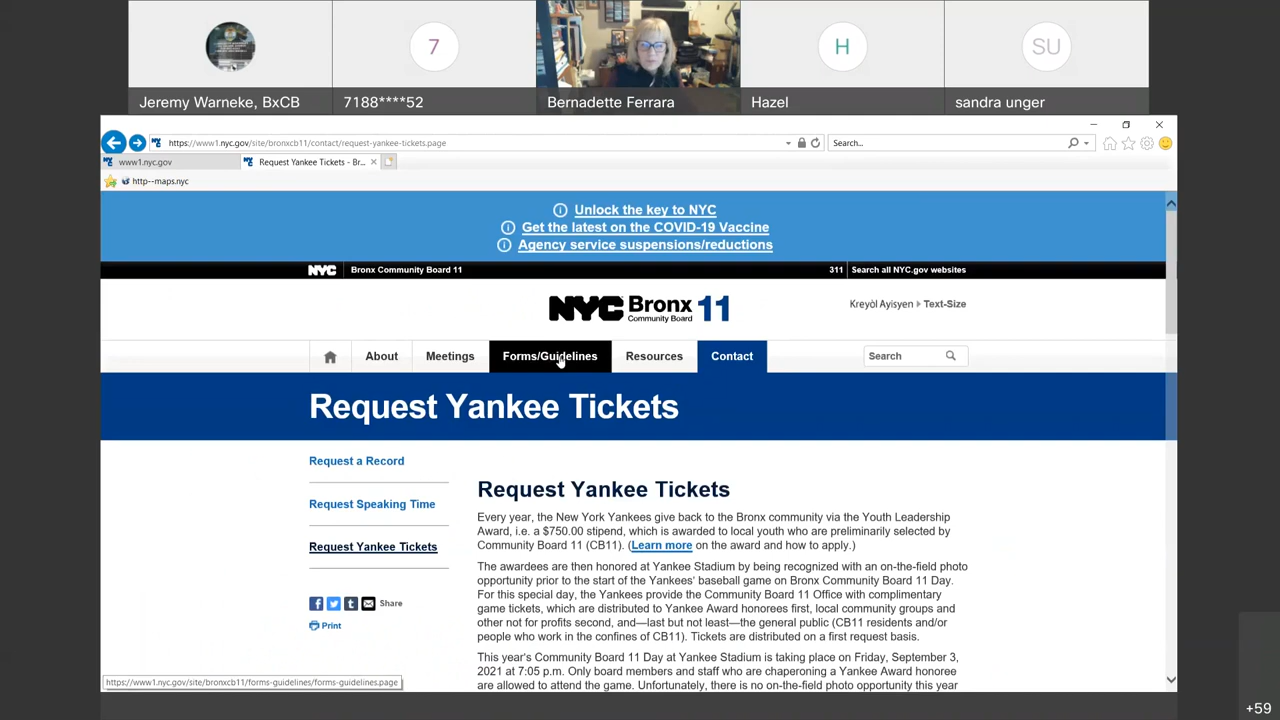 7
H
SU
Jeremy Warneke, BxCB
7188****52
Bernadette Ferrara
Hazel
sandra unger
https://www1.nyc.gov/site/bronxcb11/contact/request-yankee-tickets.page
Search...
www1.nyc.gov
Request Yankee Tickets - Br...
http--maps.nyc
Unlock the key to NYC
Get the latest on the COVID-19 Vaccine
Agency service suspensions/reductions
NYC Bronx Community Board 11
311 Search all NYC.gov websites
NYC Bronx Community Board 11
Kreyòl Ayisyen Text-Size
About
Meetings
Forms/Guidelines
Resources
Contact
Search
Request Yankee Tickets
Request a Record
Request Speaking Time
Request Yankee Tickets
Share
Print
Request Yankee Tickets
Every year, the New York Yankees give back to the Bronx community via the Youth Leadership
Award, i.e. a $750.00 stipend, which is awarded to local youth who are preliminarily selected by
Community Board 11 (CB11). (Learn more on the award and how to apply.)
The awardees are then honored at Yankee Stadium by being recognized with an on-the-field photo
opportunity prior to the start of the Yankees' baseball game on Bronx Community Board 11 Day.
For this special day, the Yankees provide the Community Board 11 Office with complimentary
game tickets, which are distributed to Yankee Award honorees first, local community groups and
other not for profits second, and—last but not least—the general public (CB11 residents and/or
people who work in the confines of CB11). Tickets are distributed on a first request basis.
This year's Community Board 11 Day at Yankee Stadium is taking place on Friday, September 3,
2021 at 7:05 p.m. Only board members and staff who are chaperoning a Yankee Award honoree
are allowed to attend the game. Unfortunately, there is no on-the-field photo opportunity this year
https://www1.nyc.gov/site/bronxcb11/forms-guidelines/forms-guidelines.page
+59